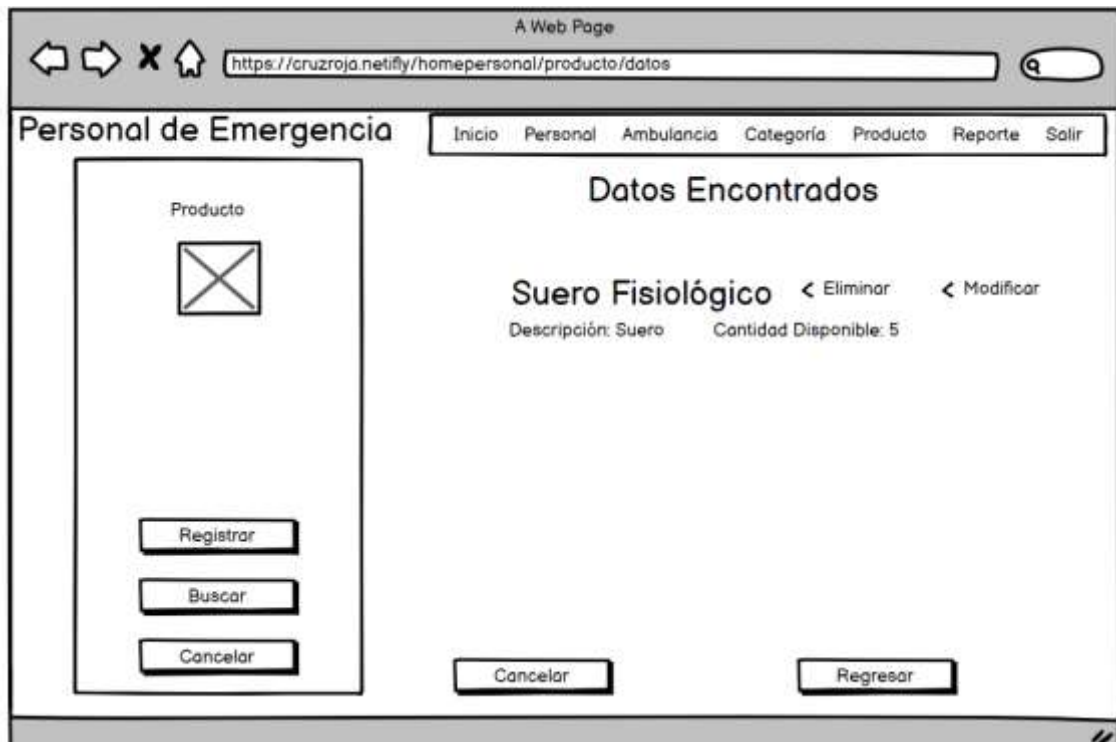 A Web Page
https://cruzroja.netifly/homepersonal/producto/datos
Personal de Emergencia
Inicio Personal Ambulancia Categoría Producto Reporte Salir
Producto
Registrar
Buscar
Cancelar
Datos Encontrados
Suero Fisiológico < Eliminar < Modificar
Descripción: Suero Cantidad Disponible: 5
Cancelar Regresar